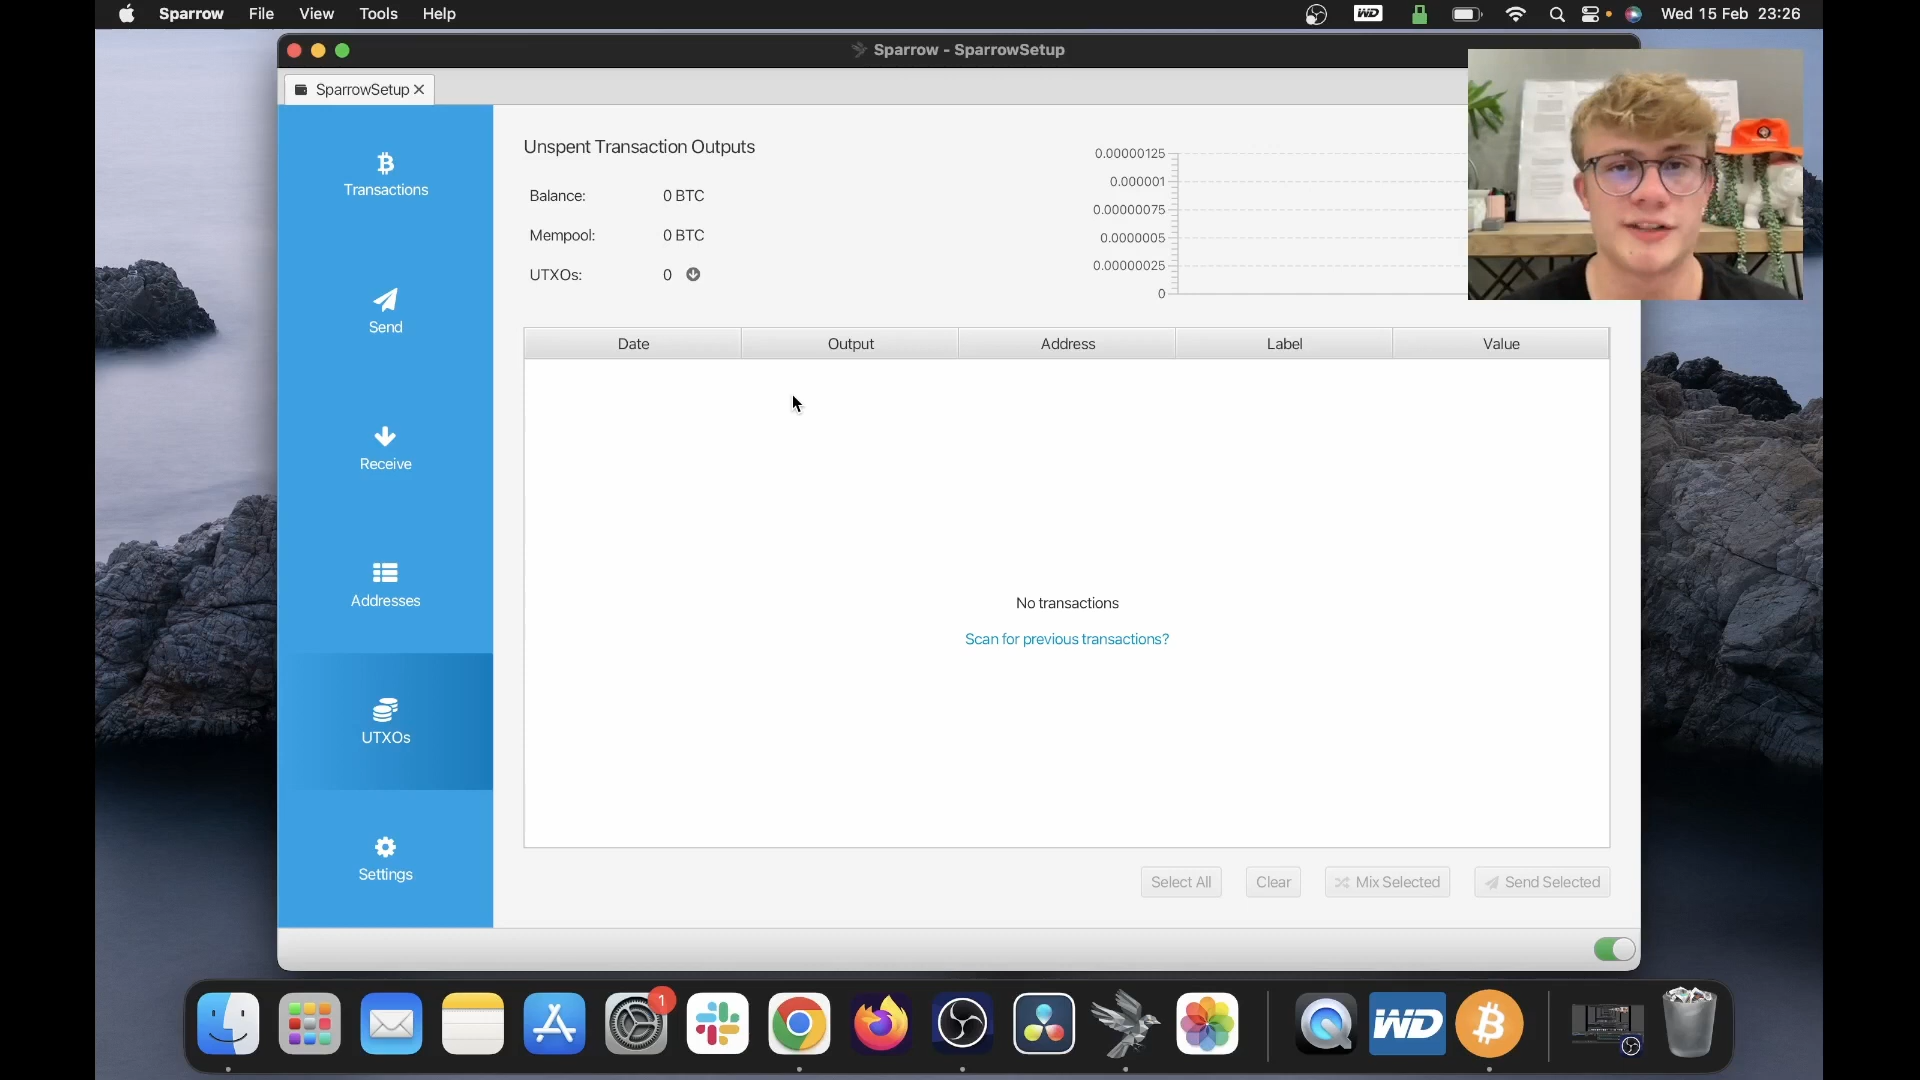 Sparrow File View Tools Help
WD
Wed 15 Feb 23:26
Sparrow - SparrowSetup
SparrowSetup
Transactions
Send
Receive
Addresses
UTXOs
Settings
Unspent Transaction Outputs
Balance: 0 BTC
Mempool: 0 BTC
UTXOs: 0
0.00000125
0.000001
0.00000075
0.0000005
0.00000025
0
Date Output Address Label Value
No transactions
Scan for previous transactions?
Select All Clear Mix Selected Send Selected
1
WD